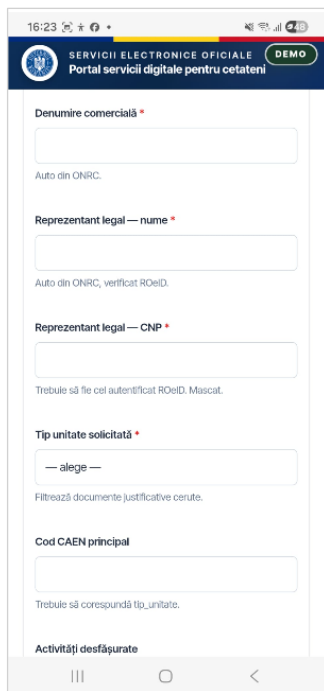 16:23
48
SERVICII ELECTRONICE OFICIALE
DEMO
Portal servicii digitale pentru cetateni
Denumire comercială *
Auto din ONRC.
Reprezentant legal — nume *
Auto din ONRC, verificat ROeID.
Reprezentant legal — CNP *
Trebuie să fie cel autentificat ROeID. Mascat.
Tip unitate solicitată *
— alege —
Filtrează documente justificative cerute.
Cod CAEN principal
Trebuie să corespundă tip_unitate.
Activități desfășurate